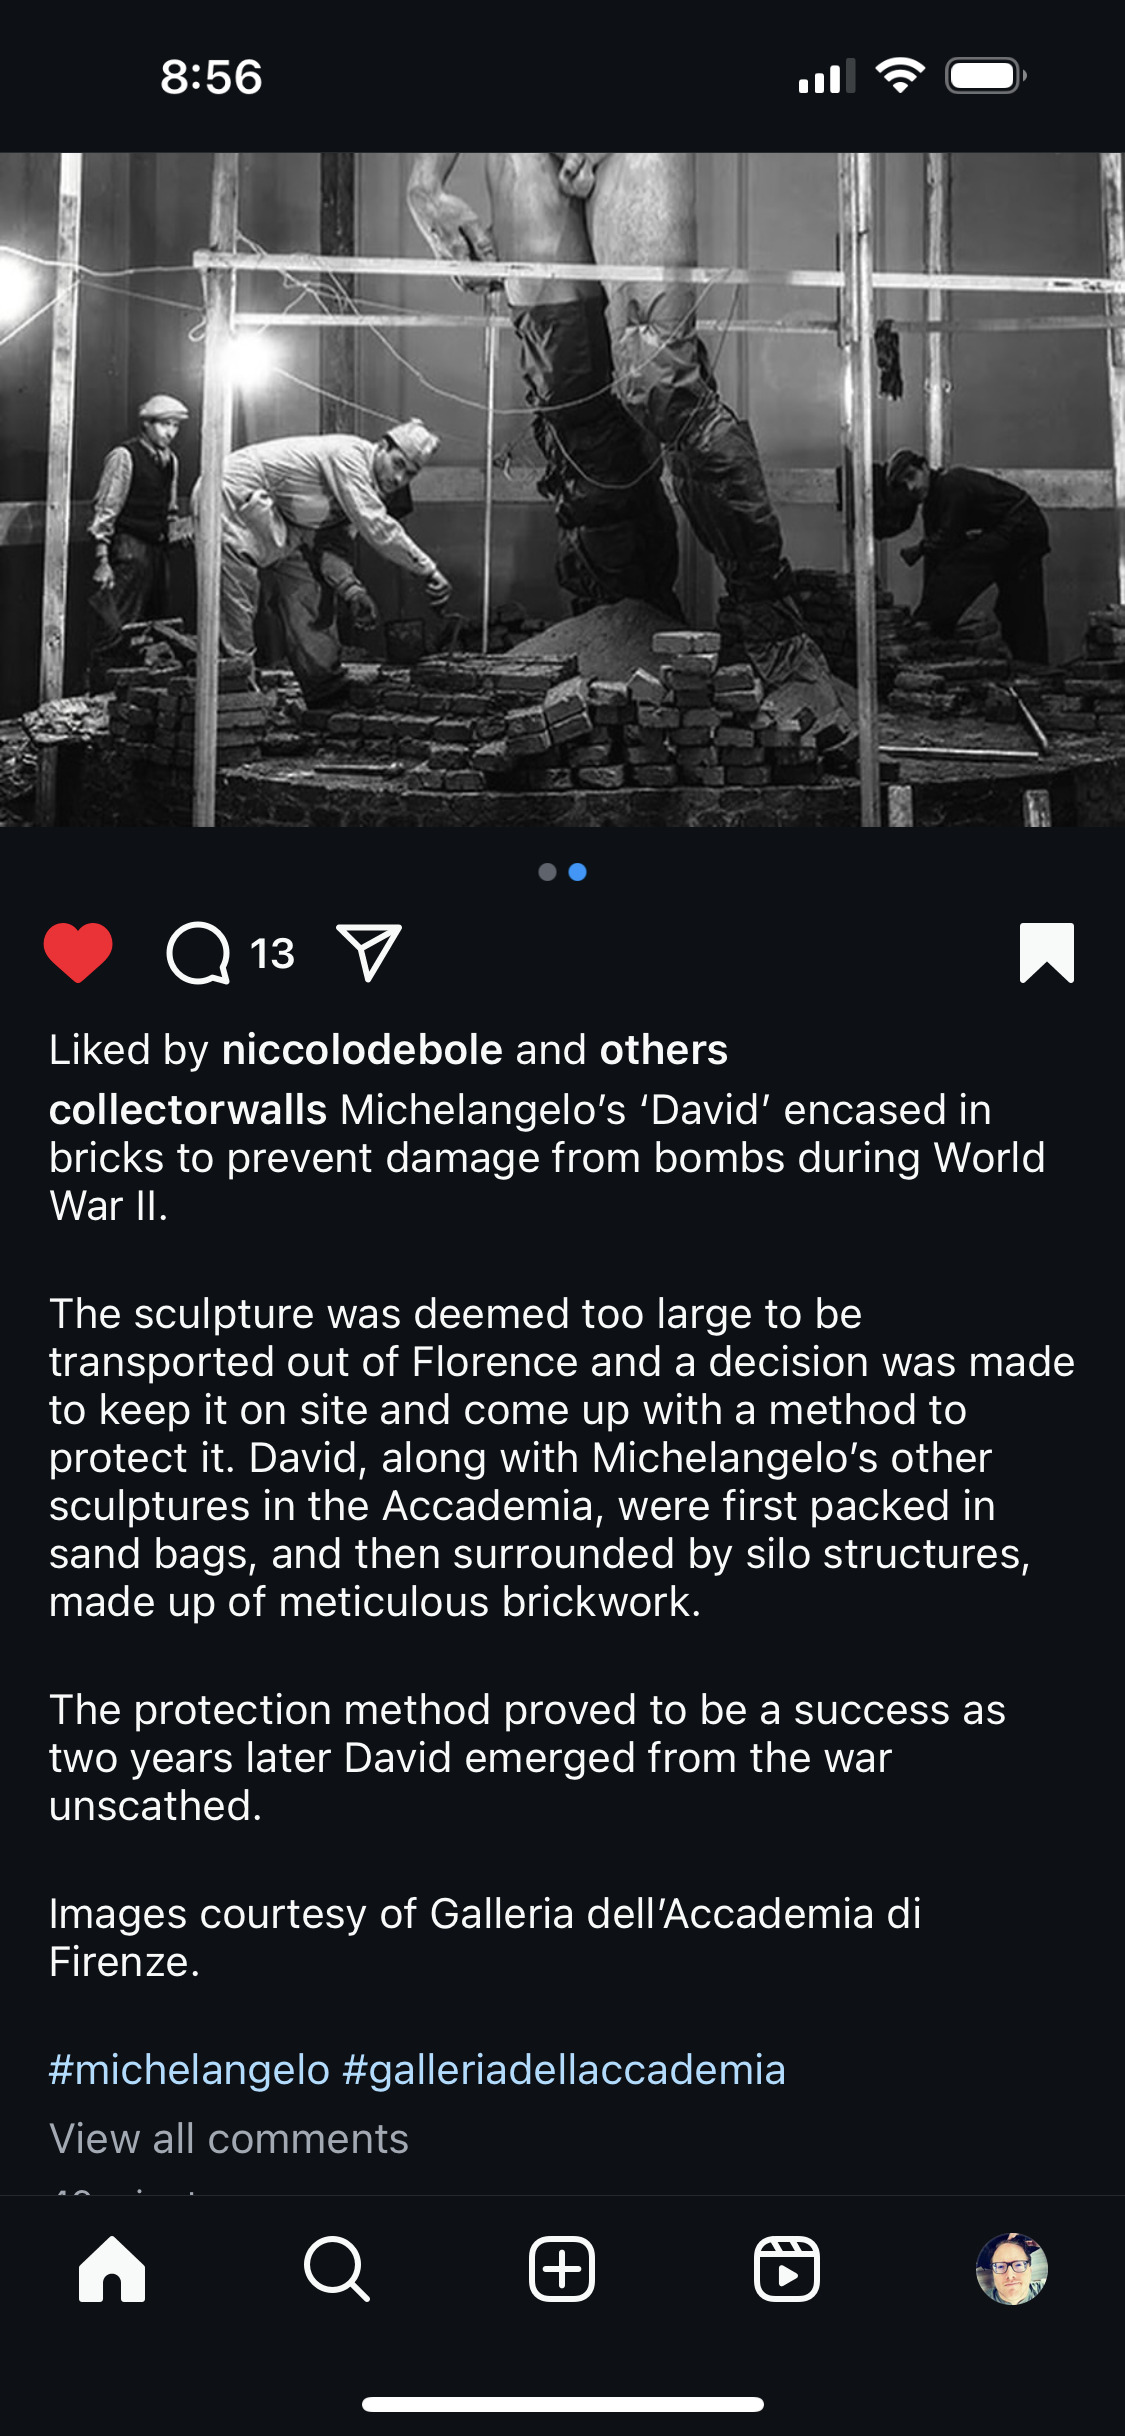 8:56
13
Liked by niccolodebole and others
collectorwalls Michelangelo’s ‘David’ encased in
bricks to prevent damage from bombs during World
War II.
The sculpture was deemed too large to be
transported out of Florence and a decision was made
to keep it on site and come up with a method to
protect it. David, along with Michelangelo’s other
sculptures in the Accademia, were first packed in
sand bags, and then surrounded by silo structures,
made up of meticulous brickwork.
The protection method proved to be a success as
two years later David emerged from the war
unscathed.
Images courtesy of Galleria dell’Accademia di
Firenze.
#michelangelo #galleriadellaccademia
View all comments